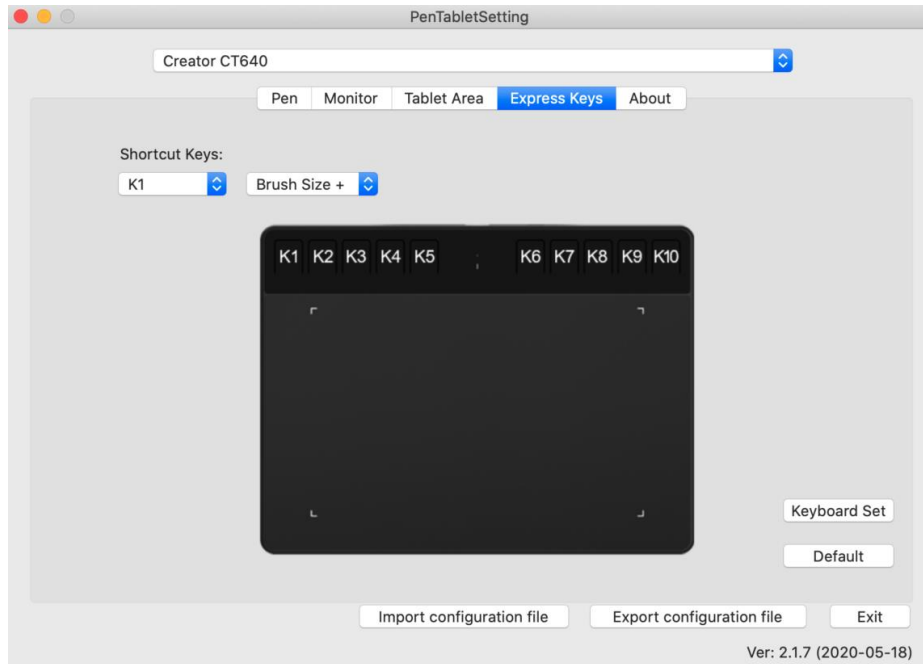 PenTabletSetting
Creator CT640
Pen Monitor Tablet Area Express Keys About
Shortcut Keys:
K1 Brush Size +
K1 K2 K3 K4 K5 K6 K7 K8 K9 K10
Keyboard Set
Default
Import configuration file Export configuration file Exit
Ver: 2.1.7 (2020-05-18)